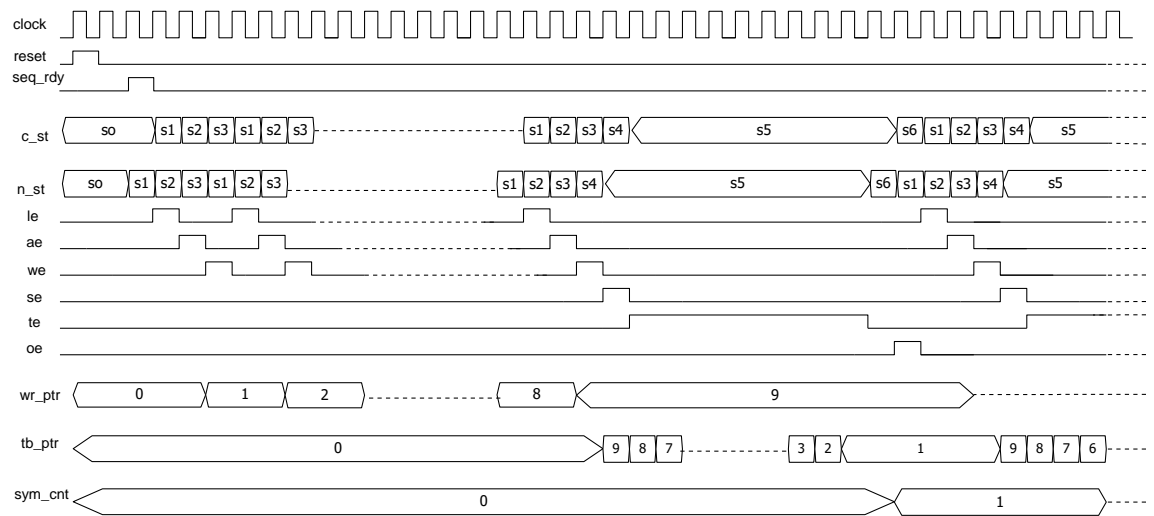 clock
reset
seq_rdy
c_st so s1 s2 s3 s1 s2 s3 s1 s2 s3 s4 s5 s6 s1 s2 s3 s4 s5
n_st so s1 s2 s3 s1 s2 s3 s1 s2 s3 s4 s5 s6 s1 s2 s3 s4 s5
le
ae
we
se
te
oe
wr_ptr 0 1 2 8 9
tb_ptr 0 9 8 7 3 2 1 9 8 7 6
sym_cnt 0 1